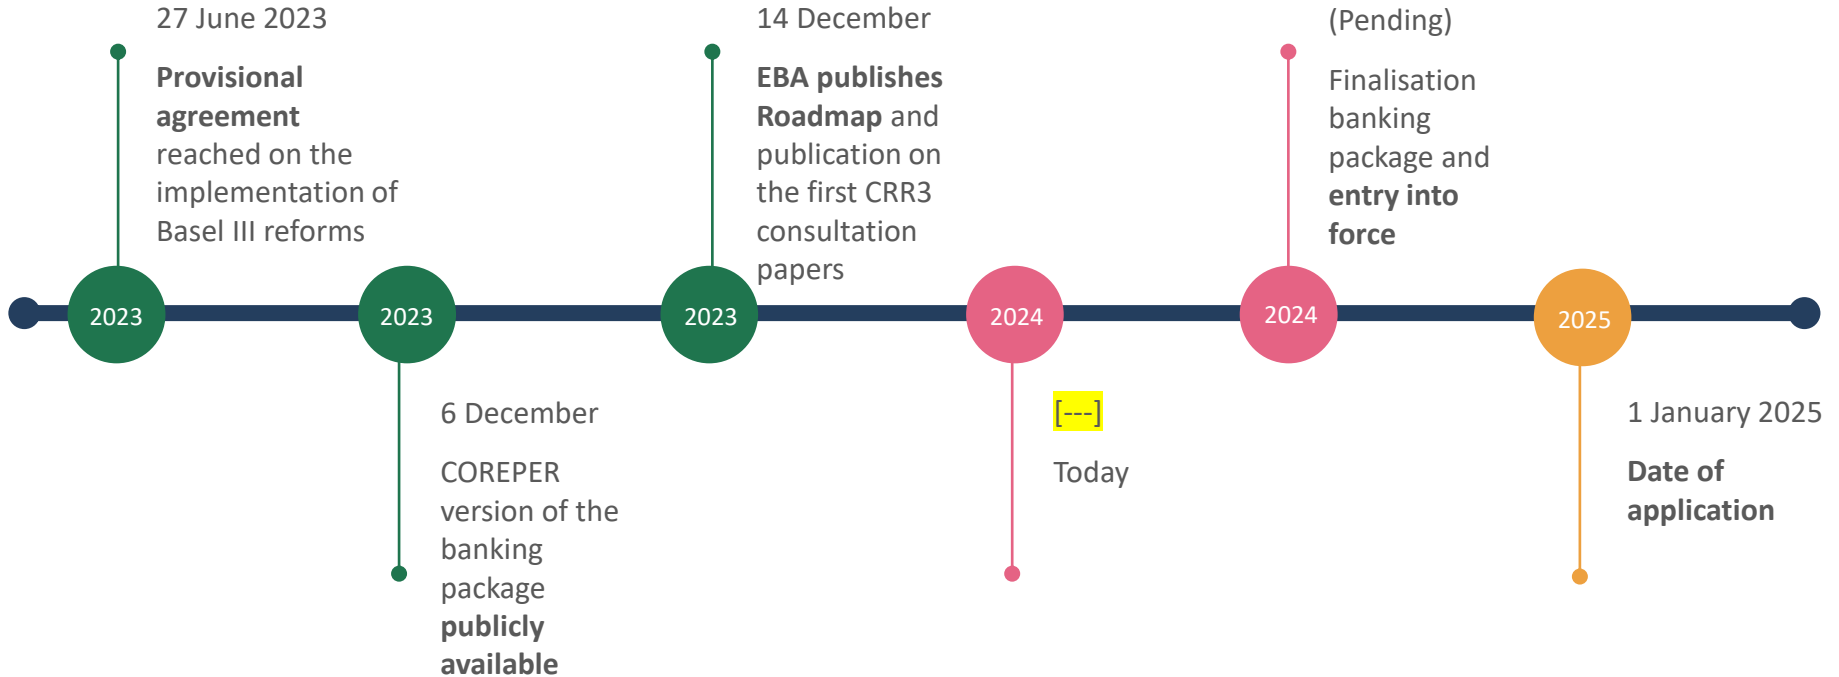 27 June 2023
Provisional
agreement
reached on the
implementation of
Basel III reforms
2023
6 December
COREPER
version of the
banking
package
publicly
available
2023
14 December
EBA publishes
Roadmap and
publication on
the first CRR3
consultation
papers
2023
[---]
Today
2024
(Pending)
Finalisation
banking
package and
entry into
force
2024
1 January 2025
Date of
application
2025